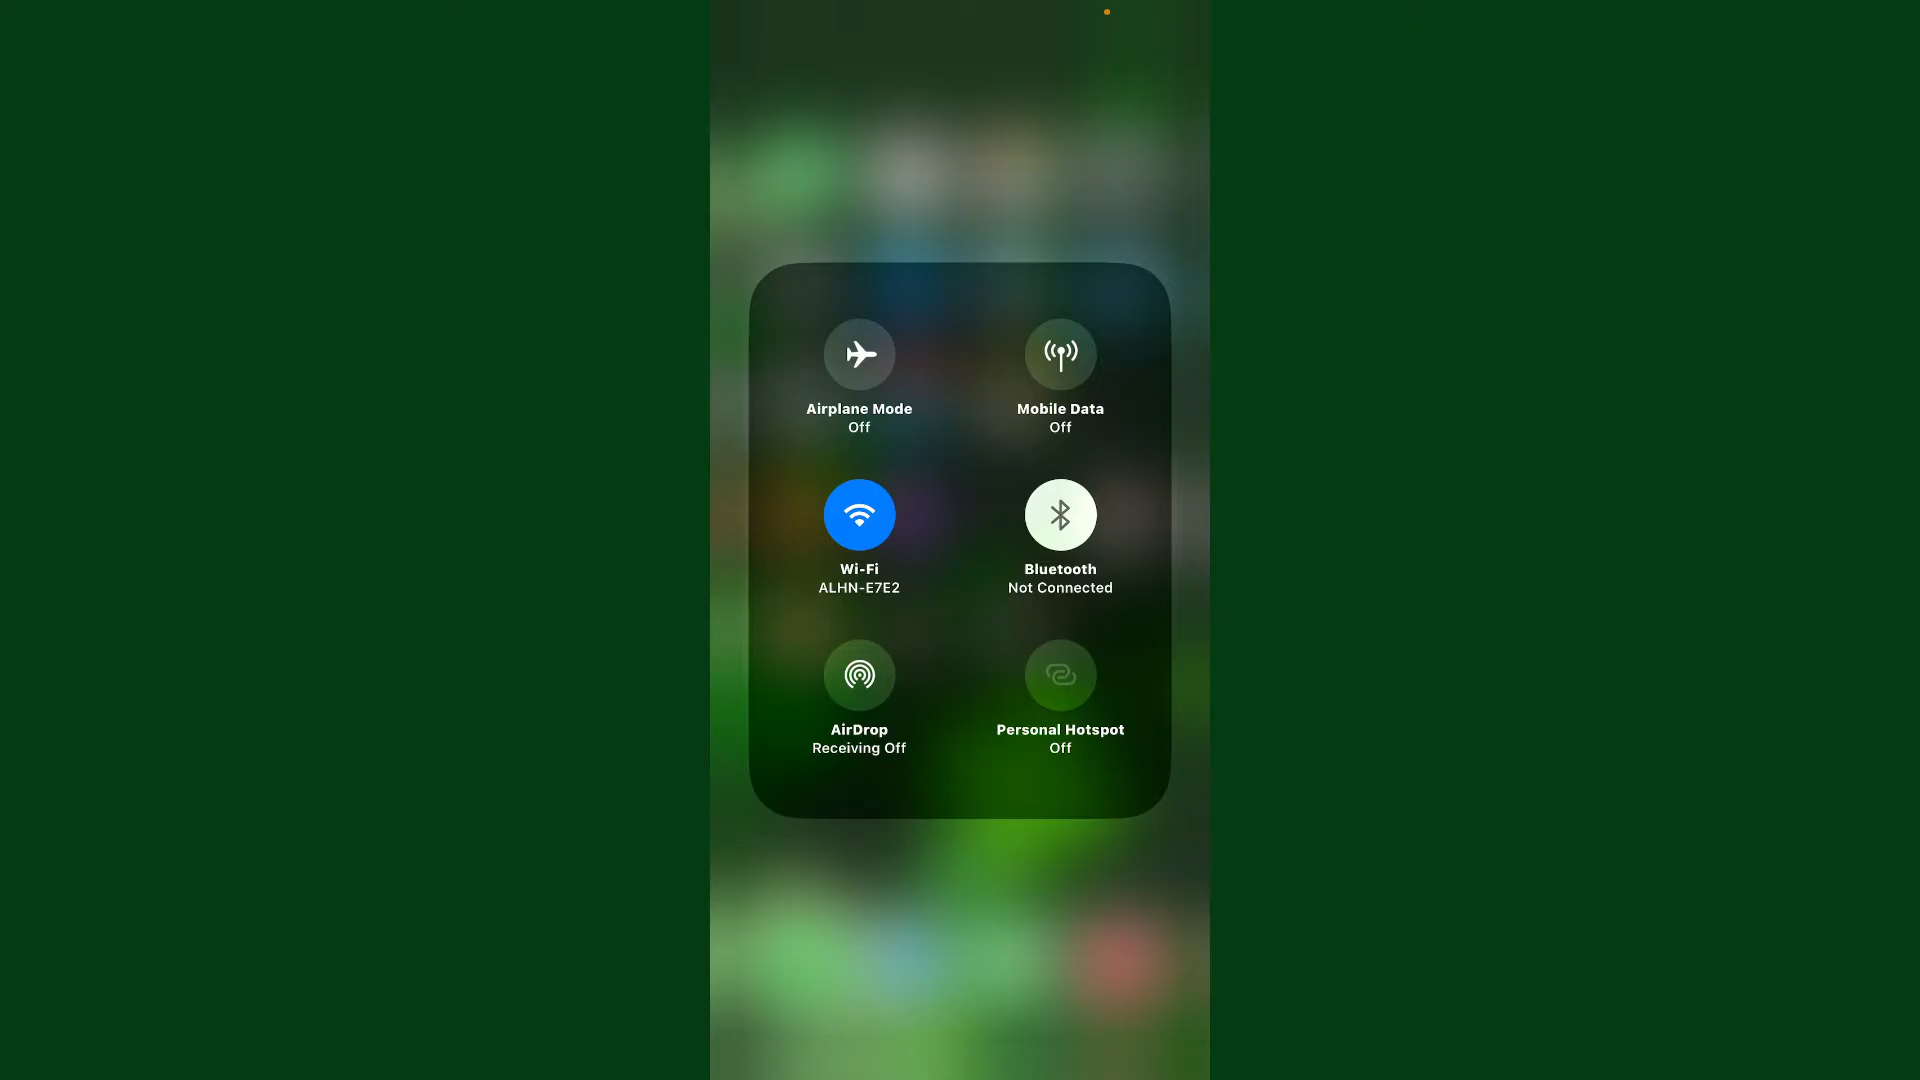 Airplane Mode
Off
Mobile Data
Off
Wi-Fi
ALHN-E7E2
Bluetooth
Not Connected
AirDrop
Receiving Off
Personal Hotspot
Off